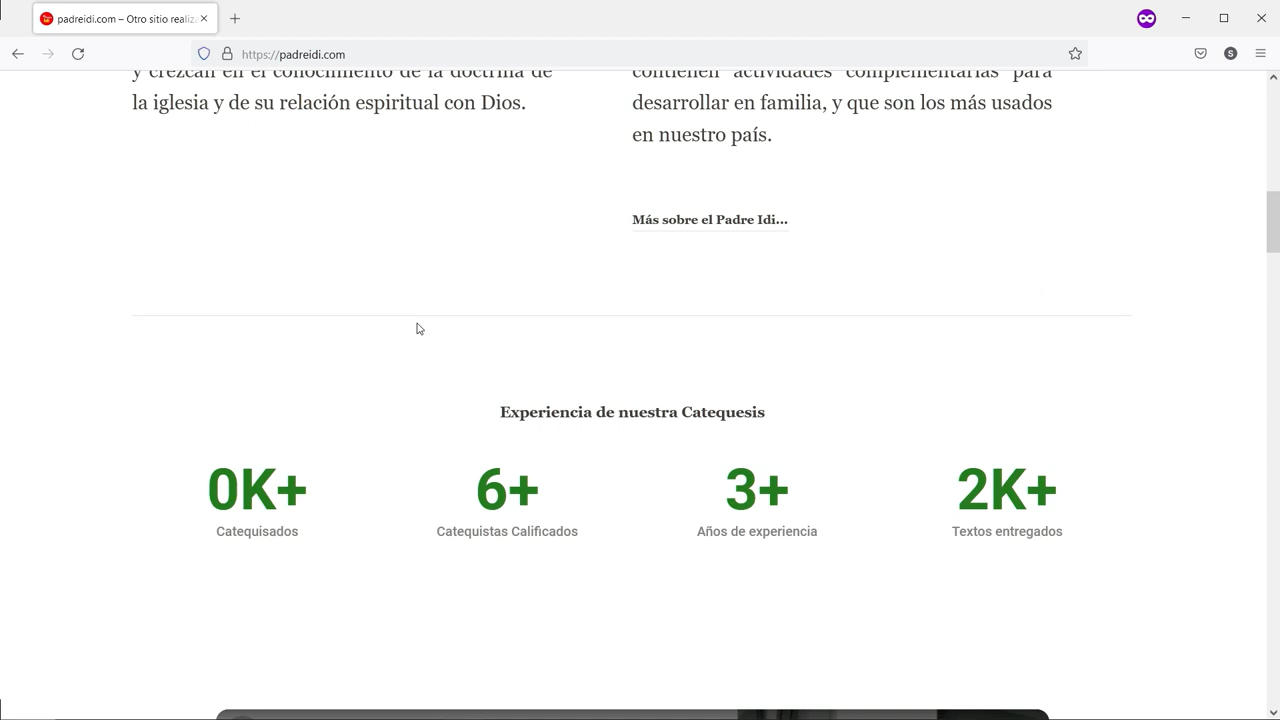 padreidi.com – Otro sitio realiz
https://padreidi.com
S
y crezcan en el conocimiento de la doctrina de
la iglesia y de su relación espiritual con Dios.
contienen actividades complementarias para
desarrollar en familia, y que son los más usados
en nuestro país.
Más sobre el Padre Idi...
Experiencia de nuestra Catequesis
0K+ 6+ 3+ 2K+
Catequisados Catequistas Calificados Años de experiencia Textos entregados